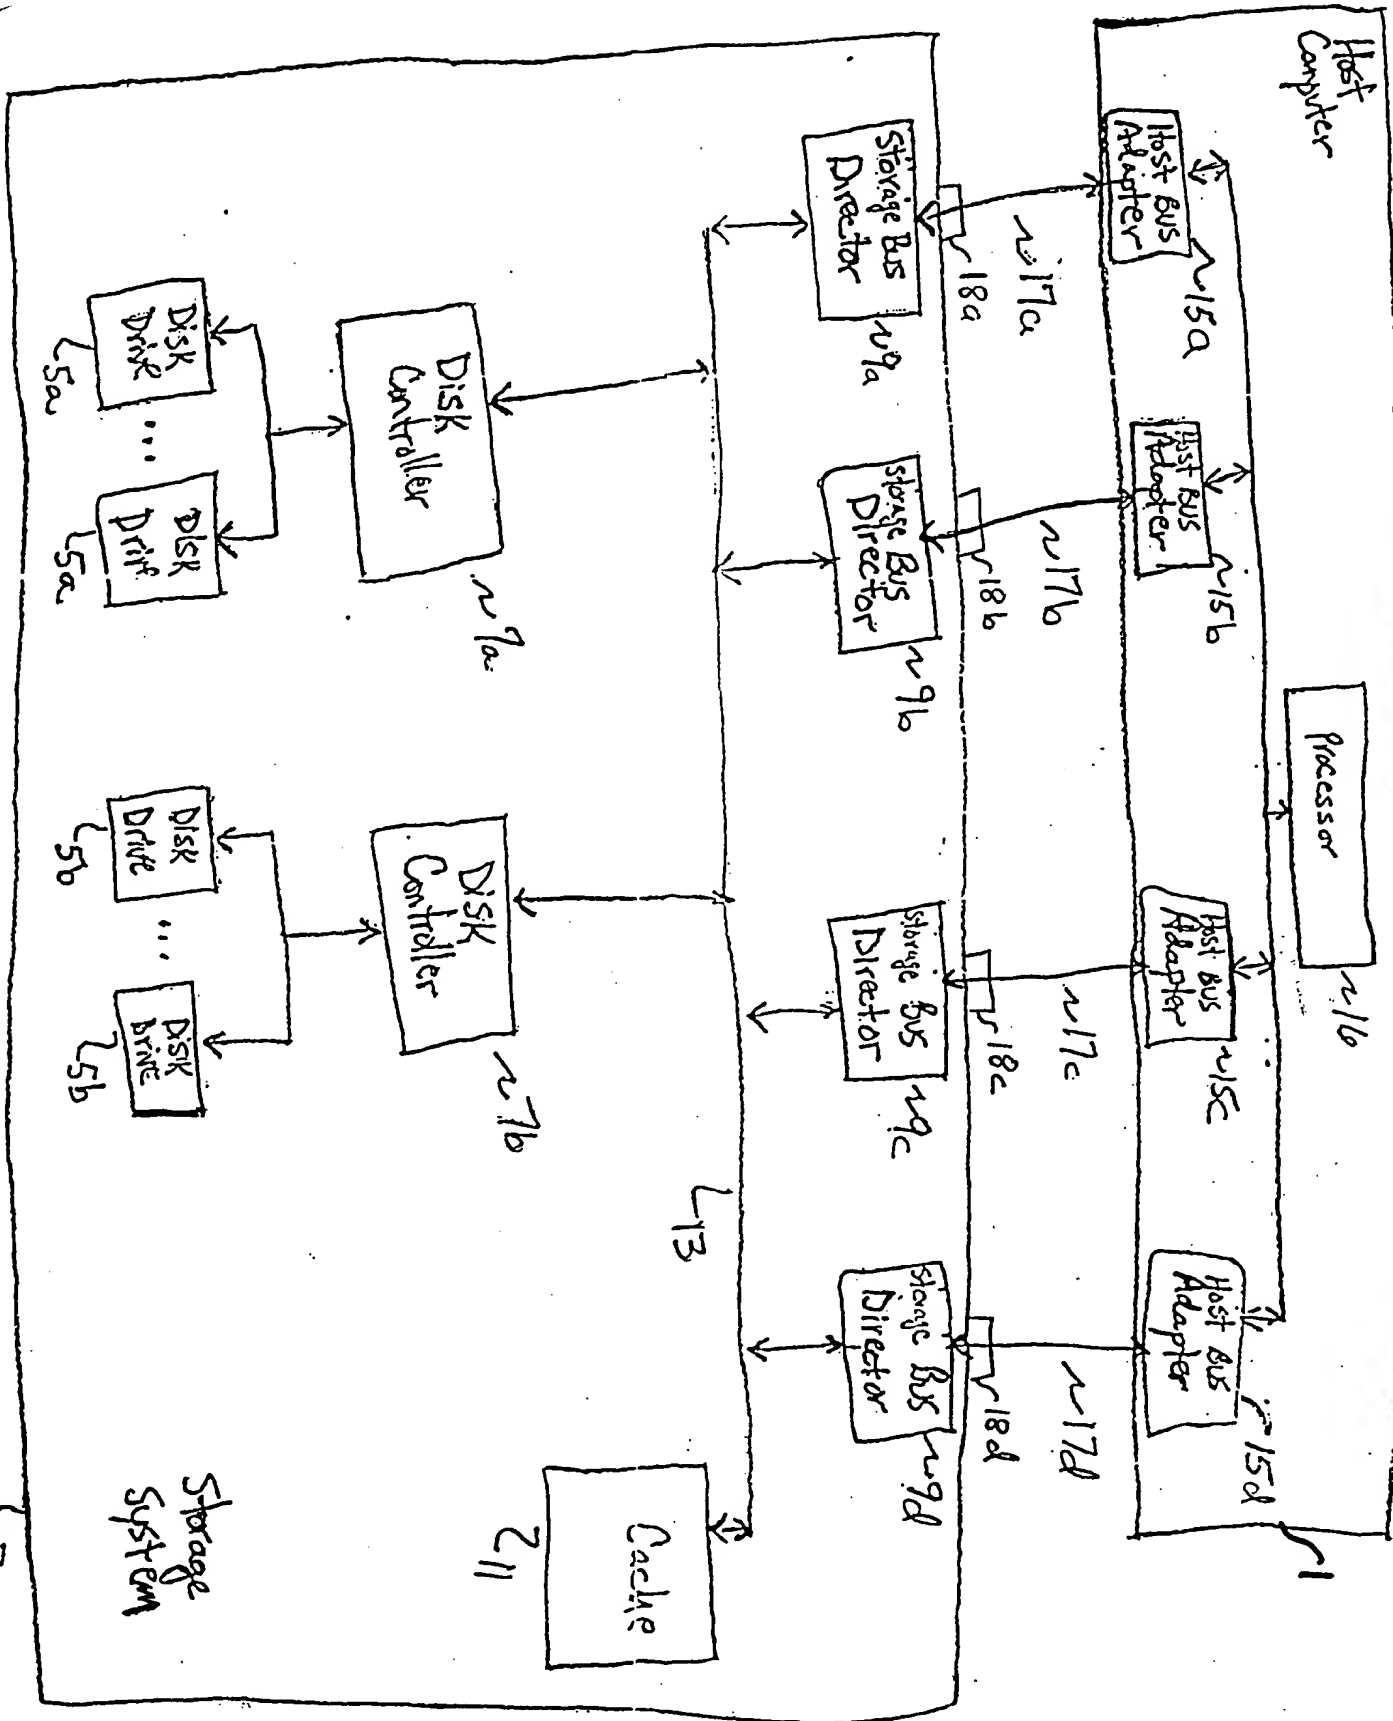 Host
Computer
Processor
~16
Host Bus
Adapter
~15a
Host Bus
Adapter
~15b
Host Bus
Adapter
~15c
Host Bus
Adapter
~15d
1
~17a
~17b
~17c
~17d
18a
18b
18c
18d
Storage Bus
Director
~9a
Storage Bus
Director
~9b
Storage Bus
Director
~9c
Storage Bus
Director
~9d
13
Disk
Controller
~7a
Disk
Controller
~7b
Cache
11
Disk
Drive
...
Disk
Drive
5a
5a
Disk
Drive
...
Disk
Drive
5b
5b
Storage
System